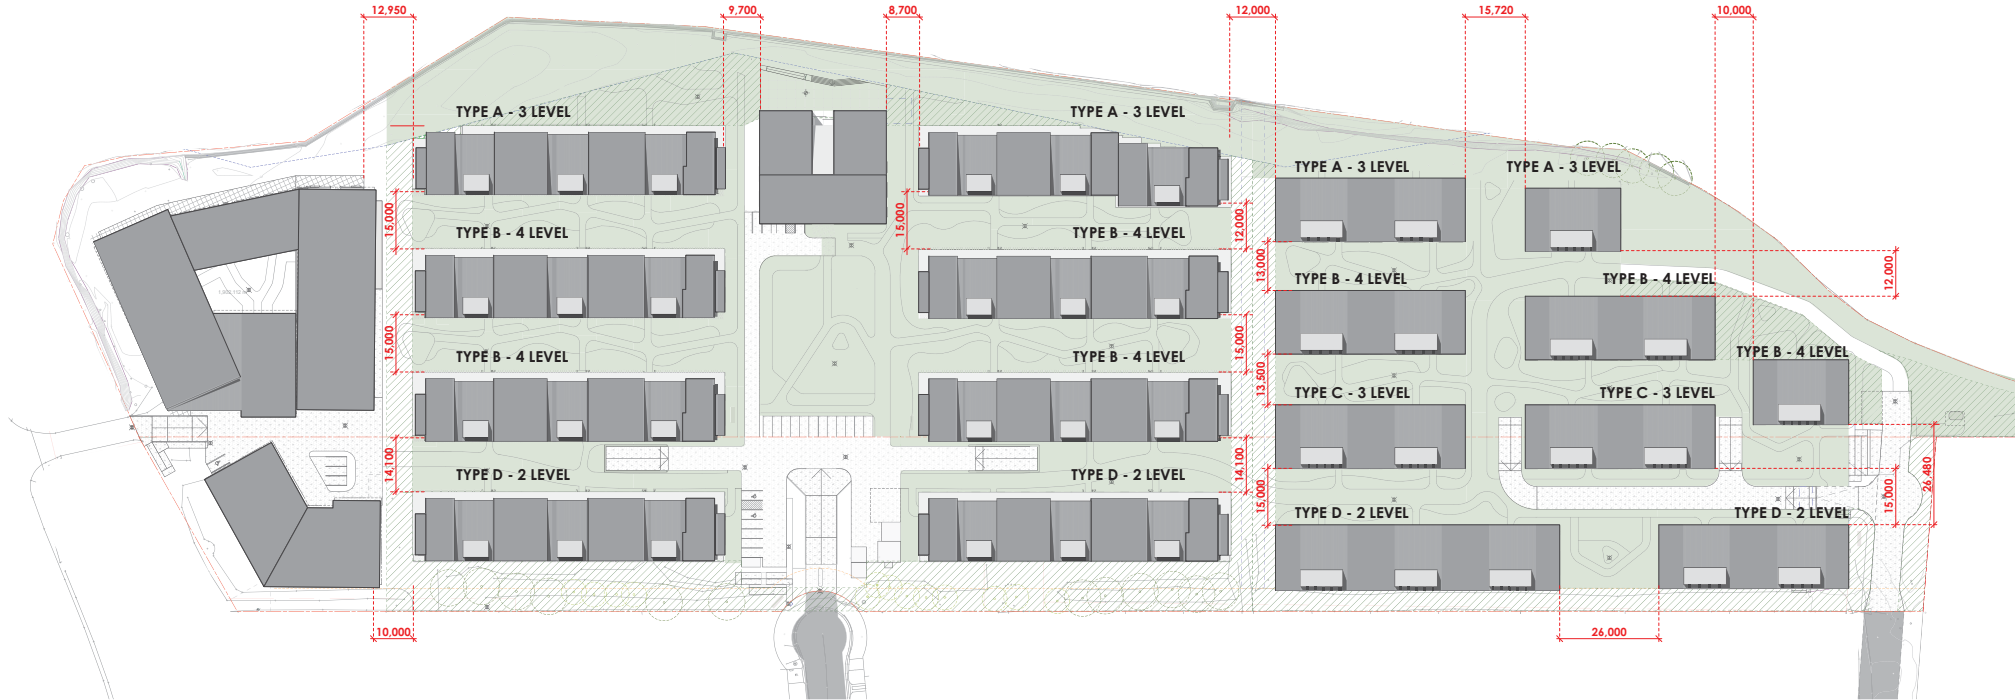 12,950
9,700
8,700
12,000
15,720
10,000
TYPE A - 3 LEVEL
TYPE A - 3 LEVEL
TYPE A - 3 LEVEL
TYPE A - 3 LEVEL
15,000
15,000
12,000
TYPE B - 4 LEVEL
TYPE B - 4 LEVEL
13,000
12,000
TYPE B - 4 LEVEL
TYPE B - 4 LEVEL
15,000
15,000
TYPE B - 4 LEVEL
TYPE B - 4 LEVEL
TYPE B - 4 LEVEL
13,500
TYPE C - 3 LEVEL
TYPE C - 3 LEVEL
14,100
14,100
TYPE D - 2 LEVEL
TYPE D - 2 LEVEL
15,000
15,000
26,480
TYPE D - 2 LEVEL
TYPE D - 2 LEVEL
10,000
26,000